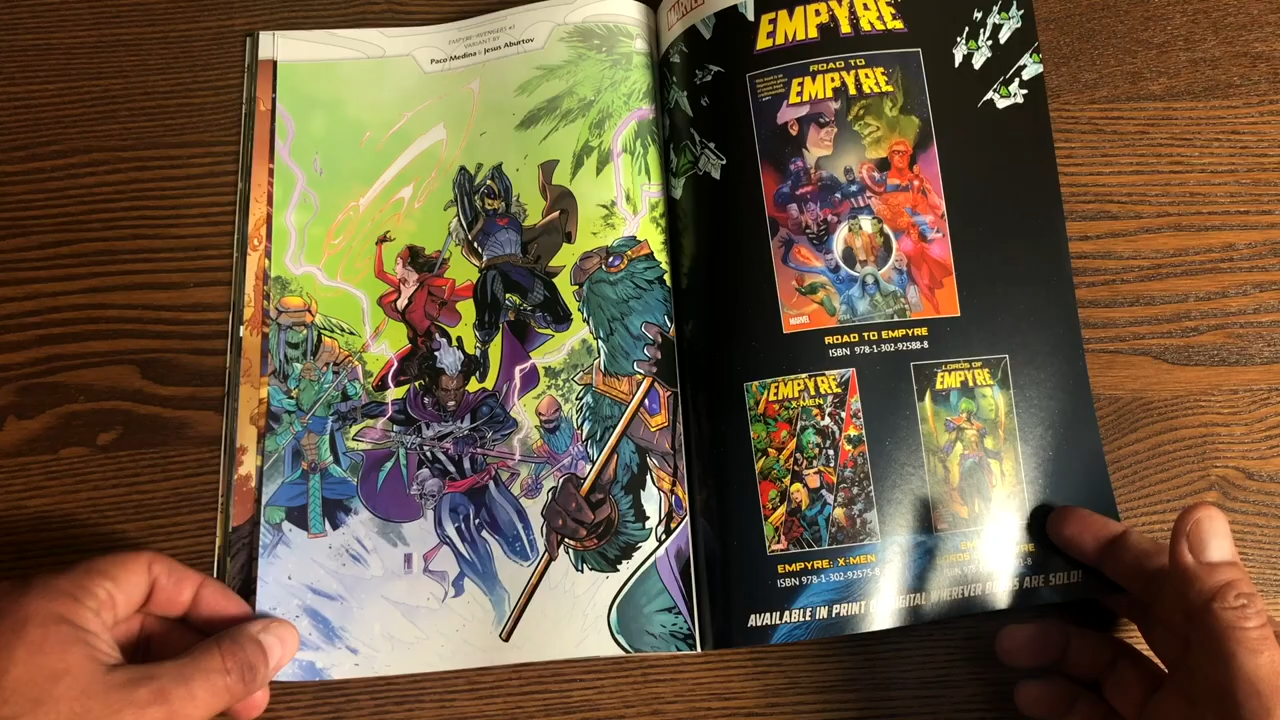 EMPYRE: AVENGERS #1
VARIANT BY
Paco Medina & Jesus Aburtov
MARVEL
EMPYRE
ROAD TO
EMPYRE
MARVEL
ROAD TO EMPYRE
ISBN 978-1-302-92588-8
EMPYRE
X-MEN
LORDS OF
EMPYRE
EMPYRE: X-MEN
ISBN 978-1-302-92575-8
LORDS
AVAILABLE IN PRINT DIGITAL WHEREVER ARE SOLD!